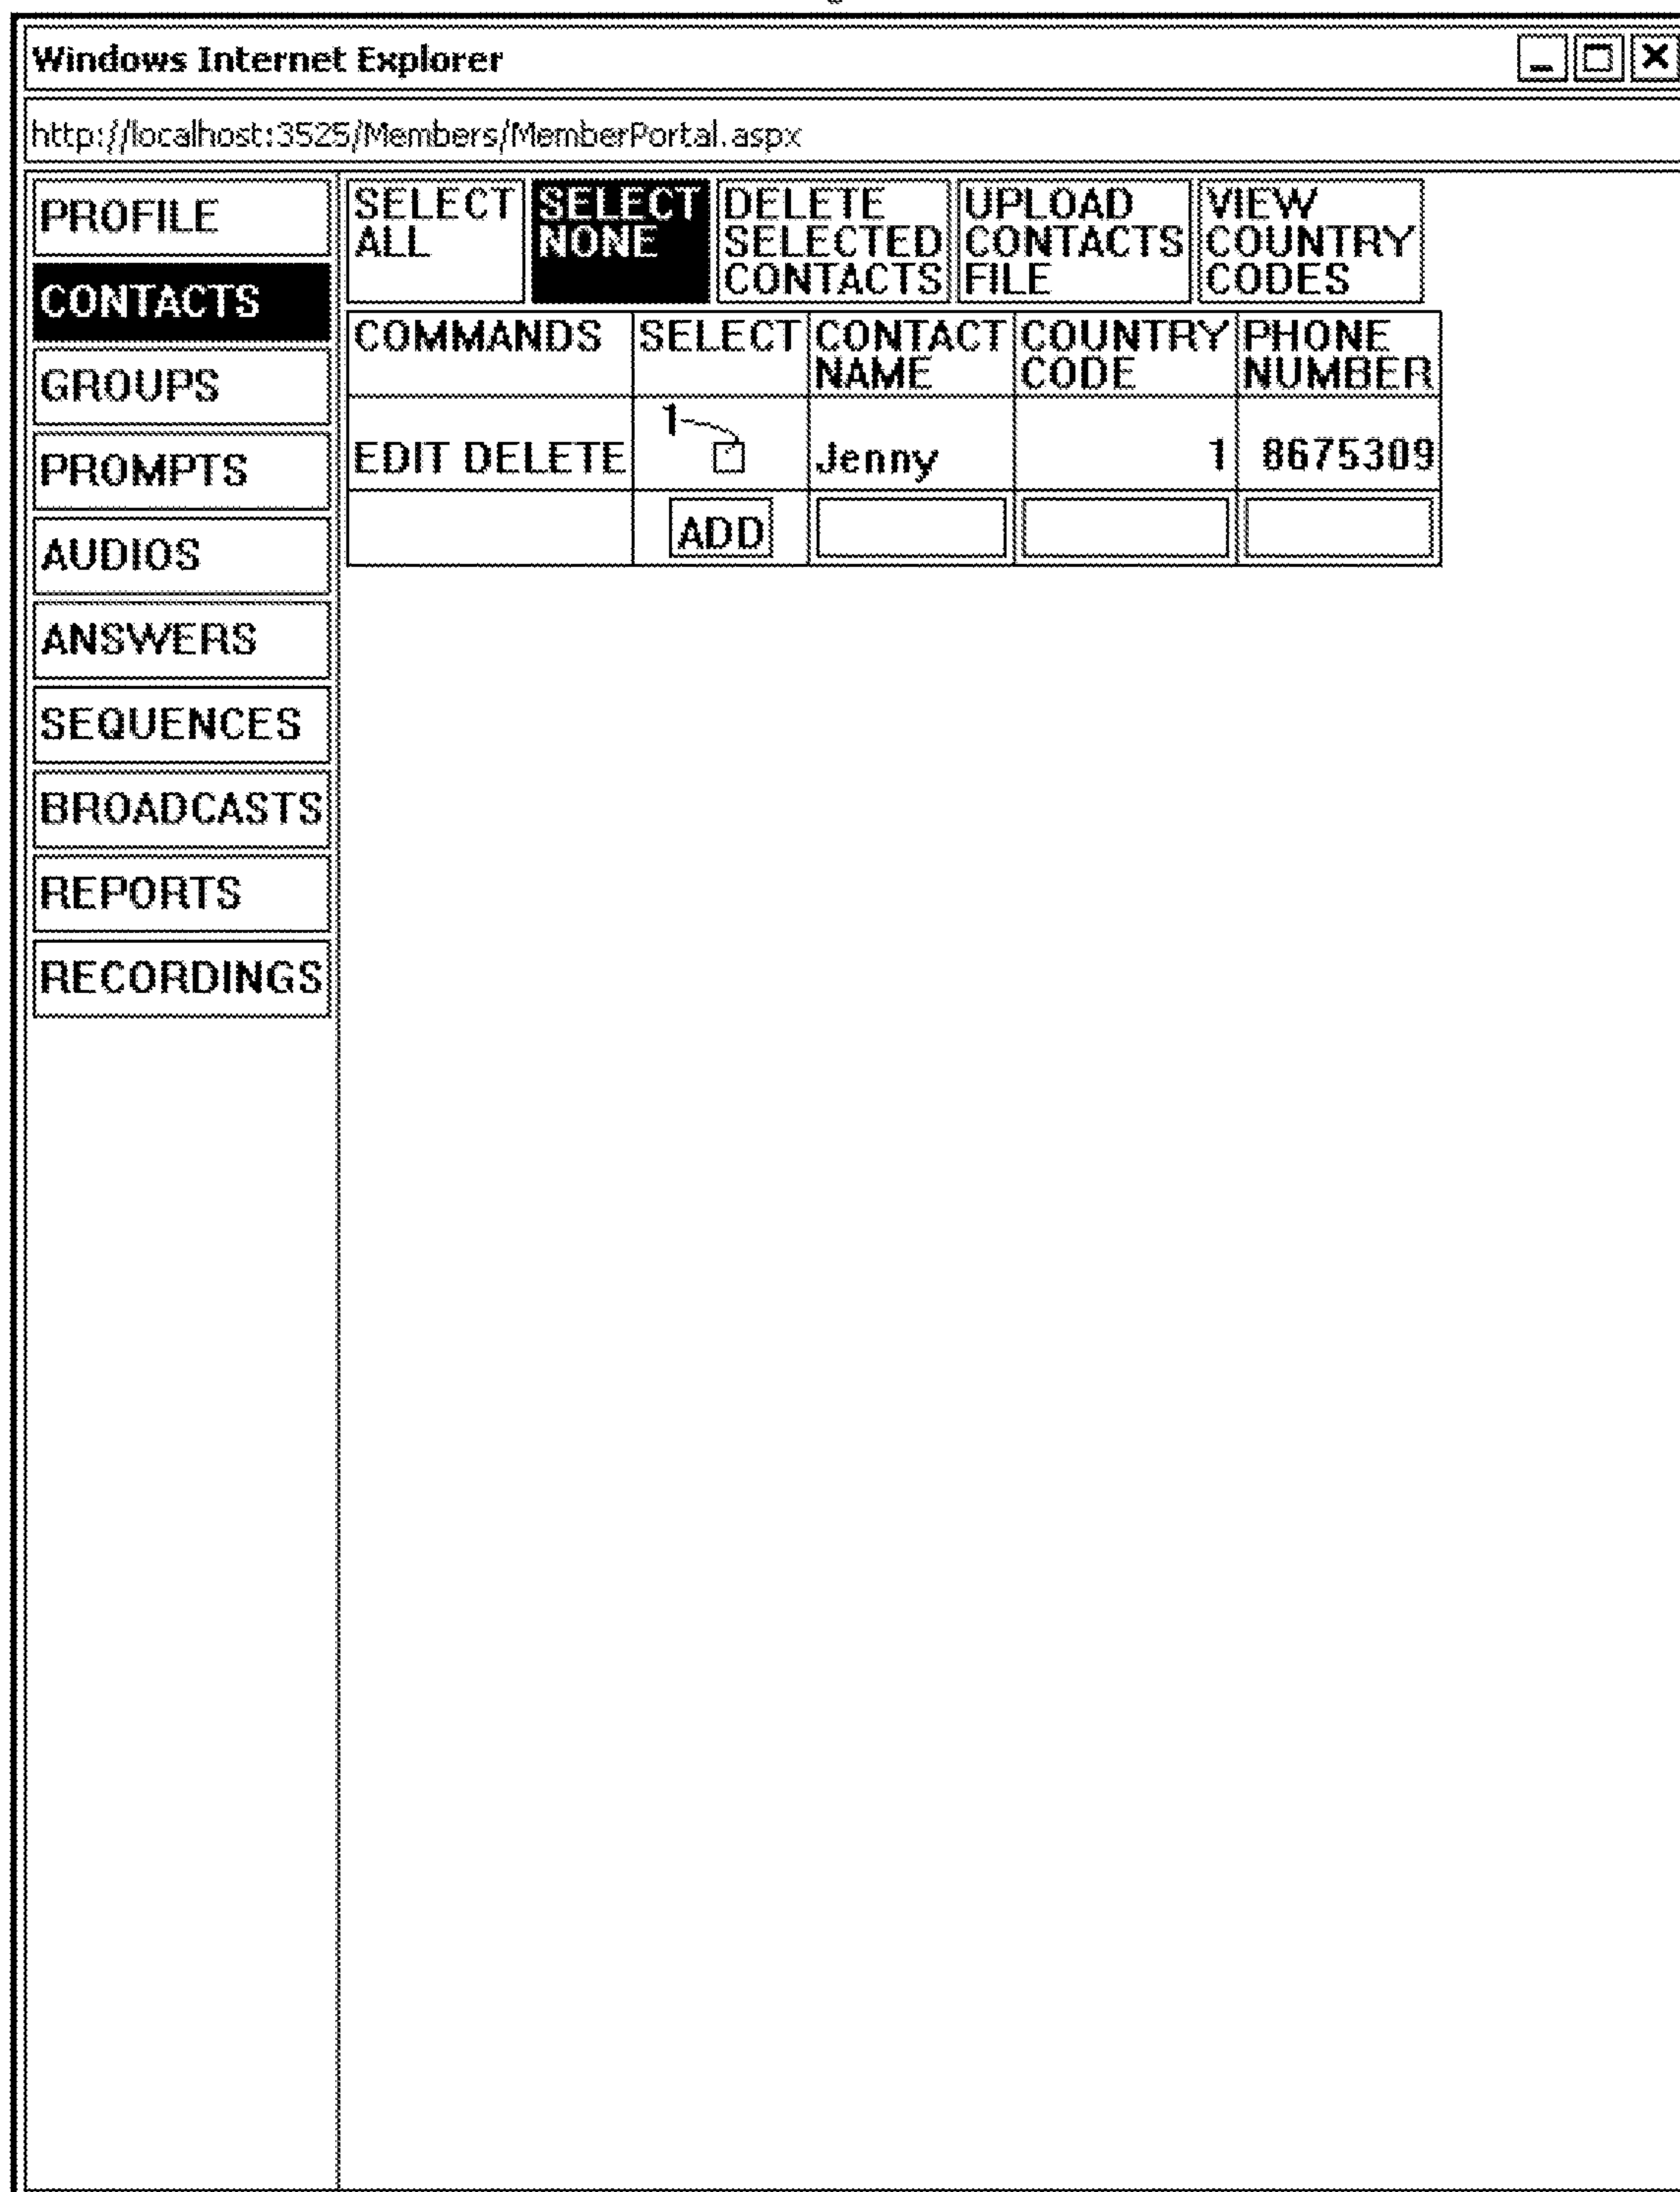 Windows Internet Explorer
http://localhost:3525/Members/MemberPortal.aspx
PROFILE
CONTACTS
GROUPS
PROMPTS
AUDIOS
ANSWERS
SEQUENCES
BROADCASTS
REPORTS
RECORDINGS
SELECT
ALL
SELECT
NONE
DELETE
SELECTED
CONTACTS
UPLOAD
CONTACTS
FILE
VIEW
COUNTRY
CODES
COMMANDS
SELECT
CONTACT
NAME
COUNTRY
CODE
PHONE
NUMBER
1
EDIT DELETE
Jenny
1
8675309
ADD